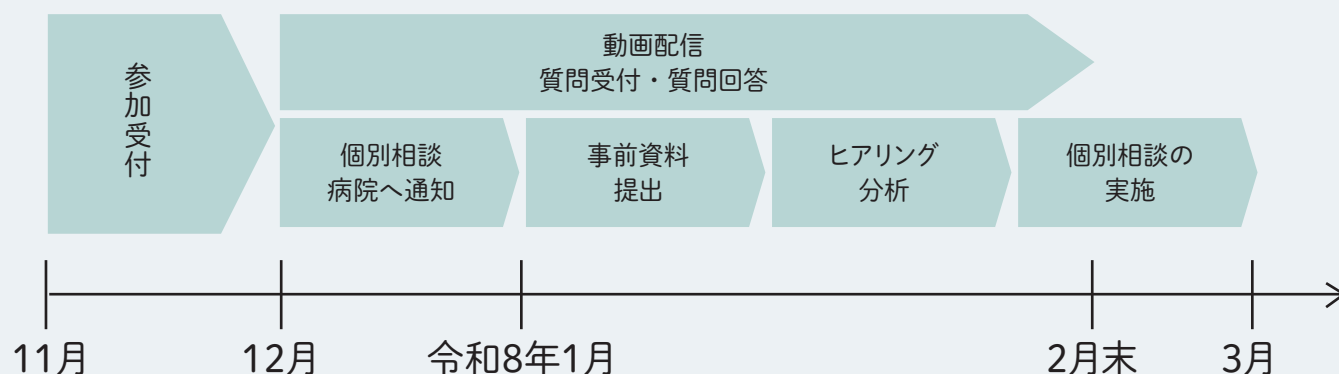 参加受付
動画配信
質問受付・質問回答
個別相談
病院へ通知
事前資料
提出
ヒアリング
分析
個別相談の
実施
11月
12月
令和8年1月
2月末
3月